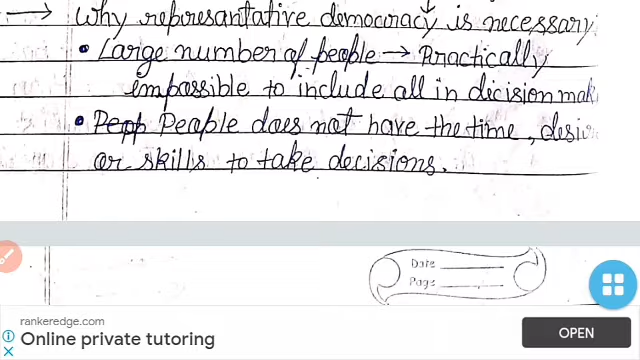 → Why represantative democracy is necessary
• Large number of people → Practically
impossible to include all in decision mak
• People does not have the time, desi
or skills to take decisions.
Date
Page
rankeredge.com
Online private tutoring
OPEN